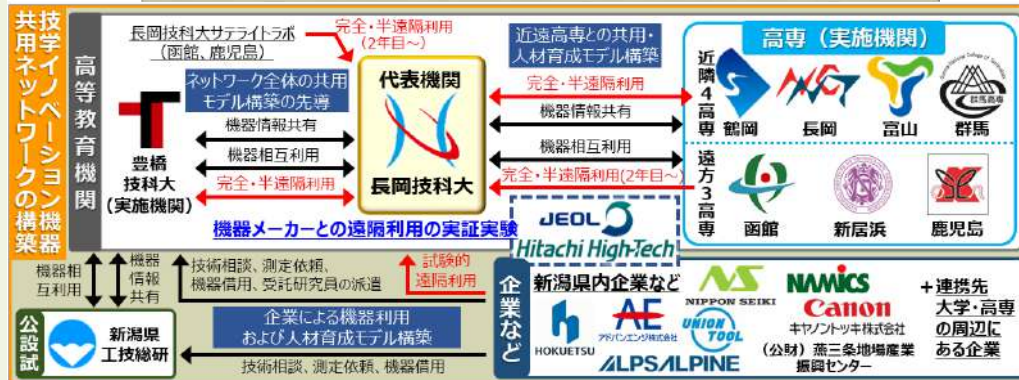 技学イノベーション機器
共用ネットワークの構築
高等教育機関
長岡技科大サテライトラボ
(函館、鹿児島)
完全・半遠隔利用
(2年目～)
ネットワーク全体の共用
モデル構築の先導
豊橋
技科大
(実施機関)
機器情報共有
機器相互利用
完全・半遠隔利用
代表機関
長岡技科大
近遠高専との共用・
人材育成モデル構築
完全・半遠隔利用
機器情報共有
機器相互利用
完全・半遠隔利用(2年目～)
高専（実施機関）
近隣4高専
鶴岡
長岡
富山
群馬
群馬高専
遠方3高専
函館
新居浜
鹿児島
機器メーカーとの遠隔利用の実証実験
JEOL
Hitachi High-Tech
機器相
互利用
機器
情報
共有
技術相談、測定依頼、
機器借用、受託研究員の派遣
試験的
遠隔利用
公設試
新潟県
工技総研
企業による機器利用
および人材育成モデル構築
技術相談、測定依頼、機器借用
企業など
新潟県内企業など
HOKUETSU
AE
アドバンエンジ株式会社
NS
NIPPON SEIKI
UNION
TOOL
ALPSALPINE
NAMICS
Canon
キヤノントッキ株式会社
(公財）燕三条地場産業
振興センター
+連携先
大学・高専
の周辺に
ある企業